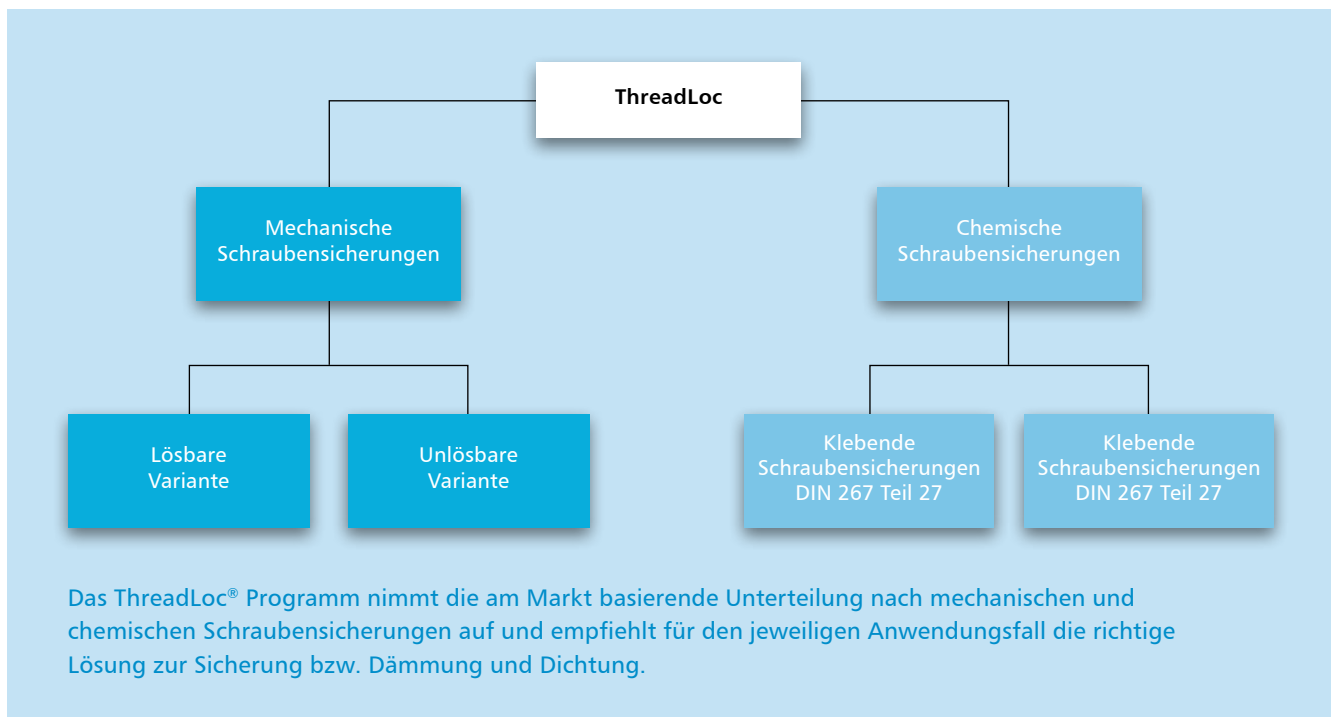 ThreadLoc
Mechanische
Schraubensicherungen
Chemische
Schraubensicherungen
Lösbare
Variante
Unlösbare
Variante
Klebende
Schraubensicherungen
DIN 267 Teil 27
Klebende
Schraubensicherungen
DIN 267 Teil 27
Das ThreadLoc® Programm nimmt die am Markt basierende Unterteilung nach mechanischen und
chemischen Schraubensicherungen auf und empfiehlt für den jeweiligen Anwendungsfall die richtige
Lösung zur Sicherung bzw. Dämmung und Dichtung.